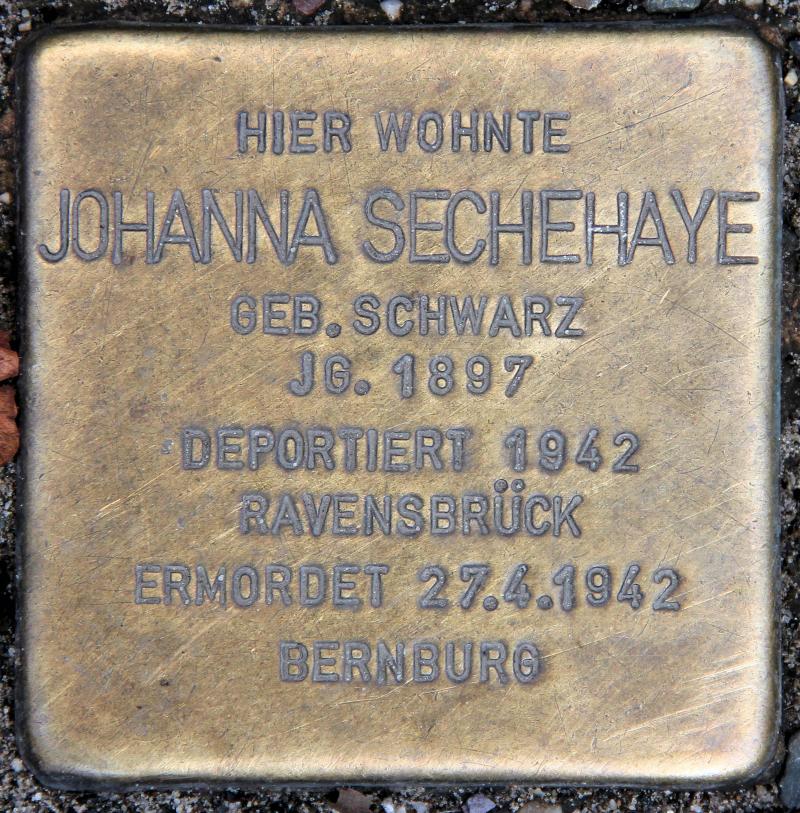 HIER WOHNTE
JOHANNA SECHEHAYE
GEB. SCHWARZ
JG. 1897
DEPORTIERT 1942
RAVENSBRÜCK
ERMORDET 27.4.1942
BERNBURG